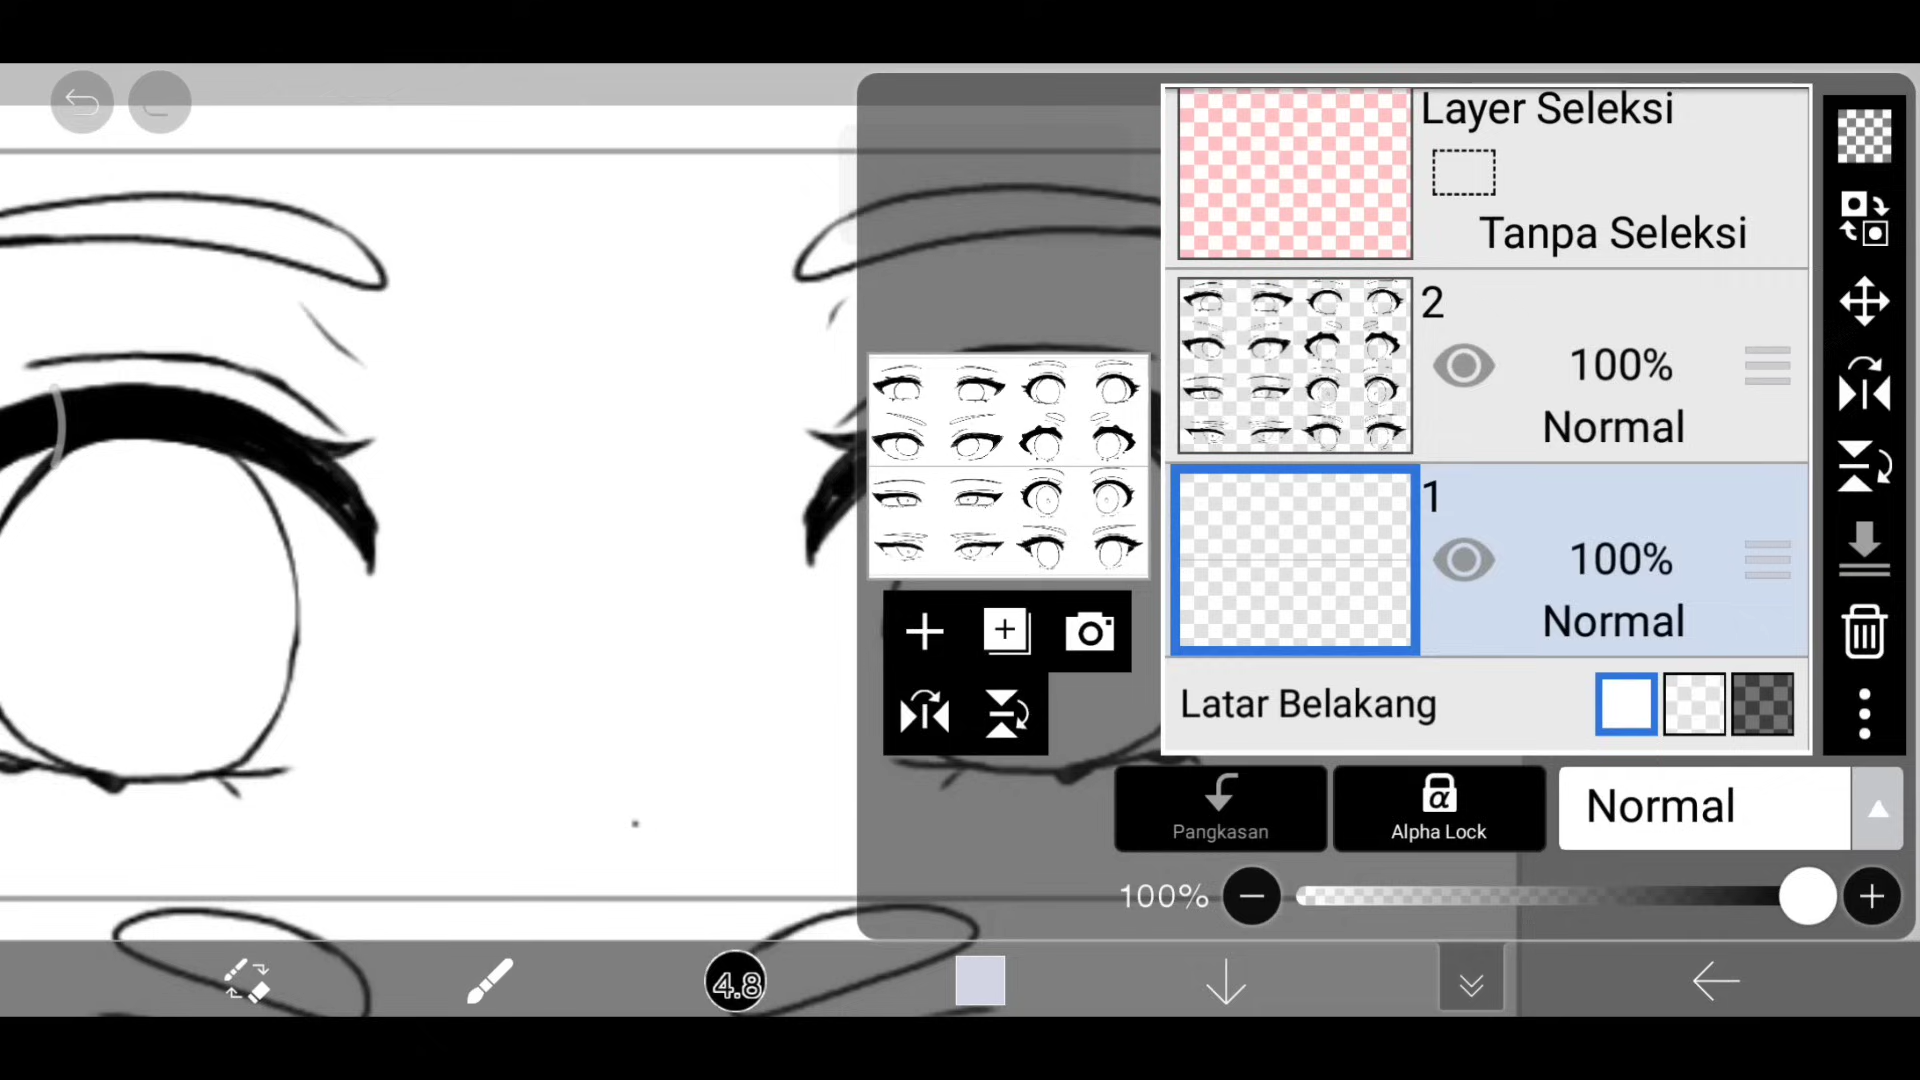 Layer Seleksi
Tanpa Seleksi
2
100%
Normal
1
100%
Normal
Latar Belakang
Pangkasan
α
Alpha Lock
Normal
100%
4.8